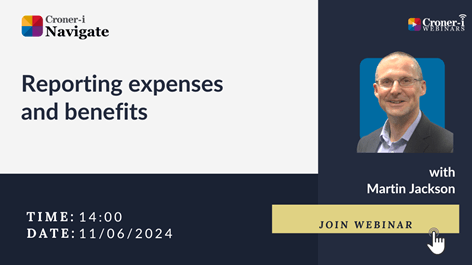 Croner-i
Navigate
Croner-i
WEBINARS
Reporting expenses
and benefits
with
Martin Jackson
TIME: 14:00
DATE: 11/06/2024
JOIN WEBINAR